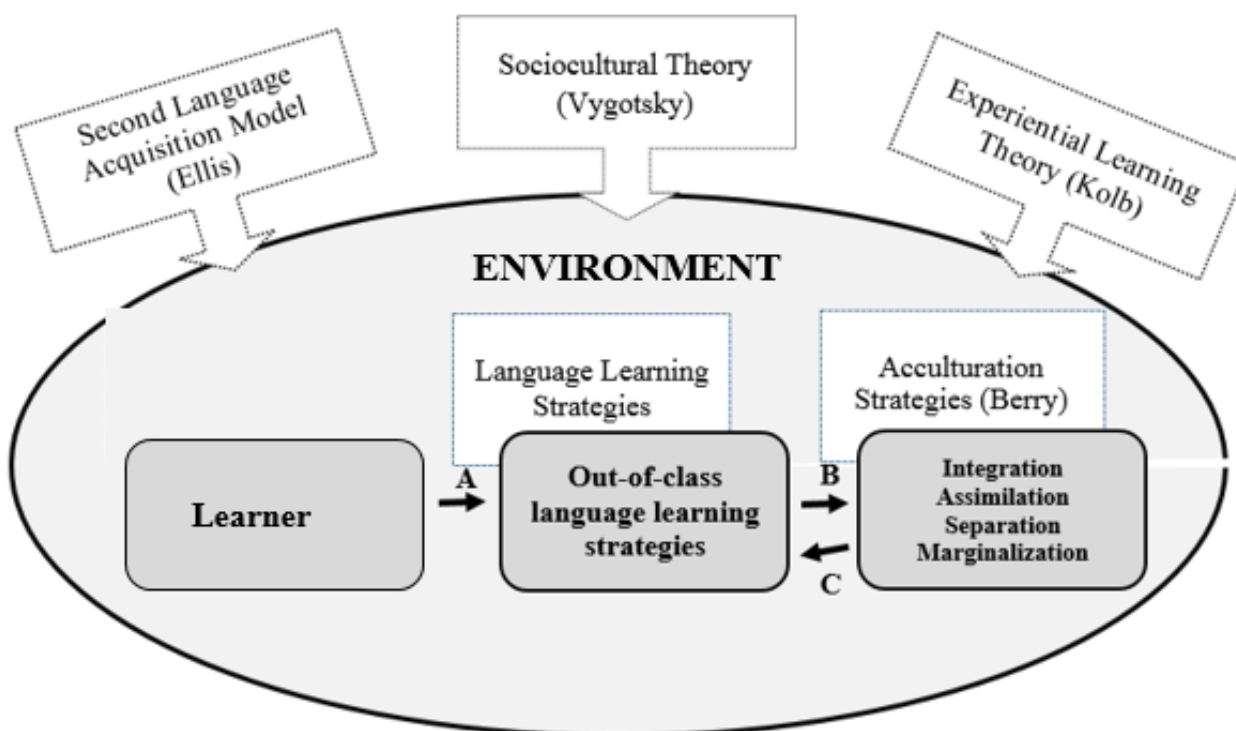 Second Language
Acquisition Model
(Ellis)
Sociocultural Theory
(Vygotsky)
Experiential Learning
Theory (Kolb)
ENVIRONMENT
Language Learning
Strategies
Acculturation
Strategies (Berry)
Learner
A
Out-of-class
language learning
strategies
B
C
Integration
Assimilation
Separation
Marginalization